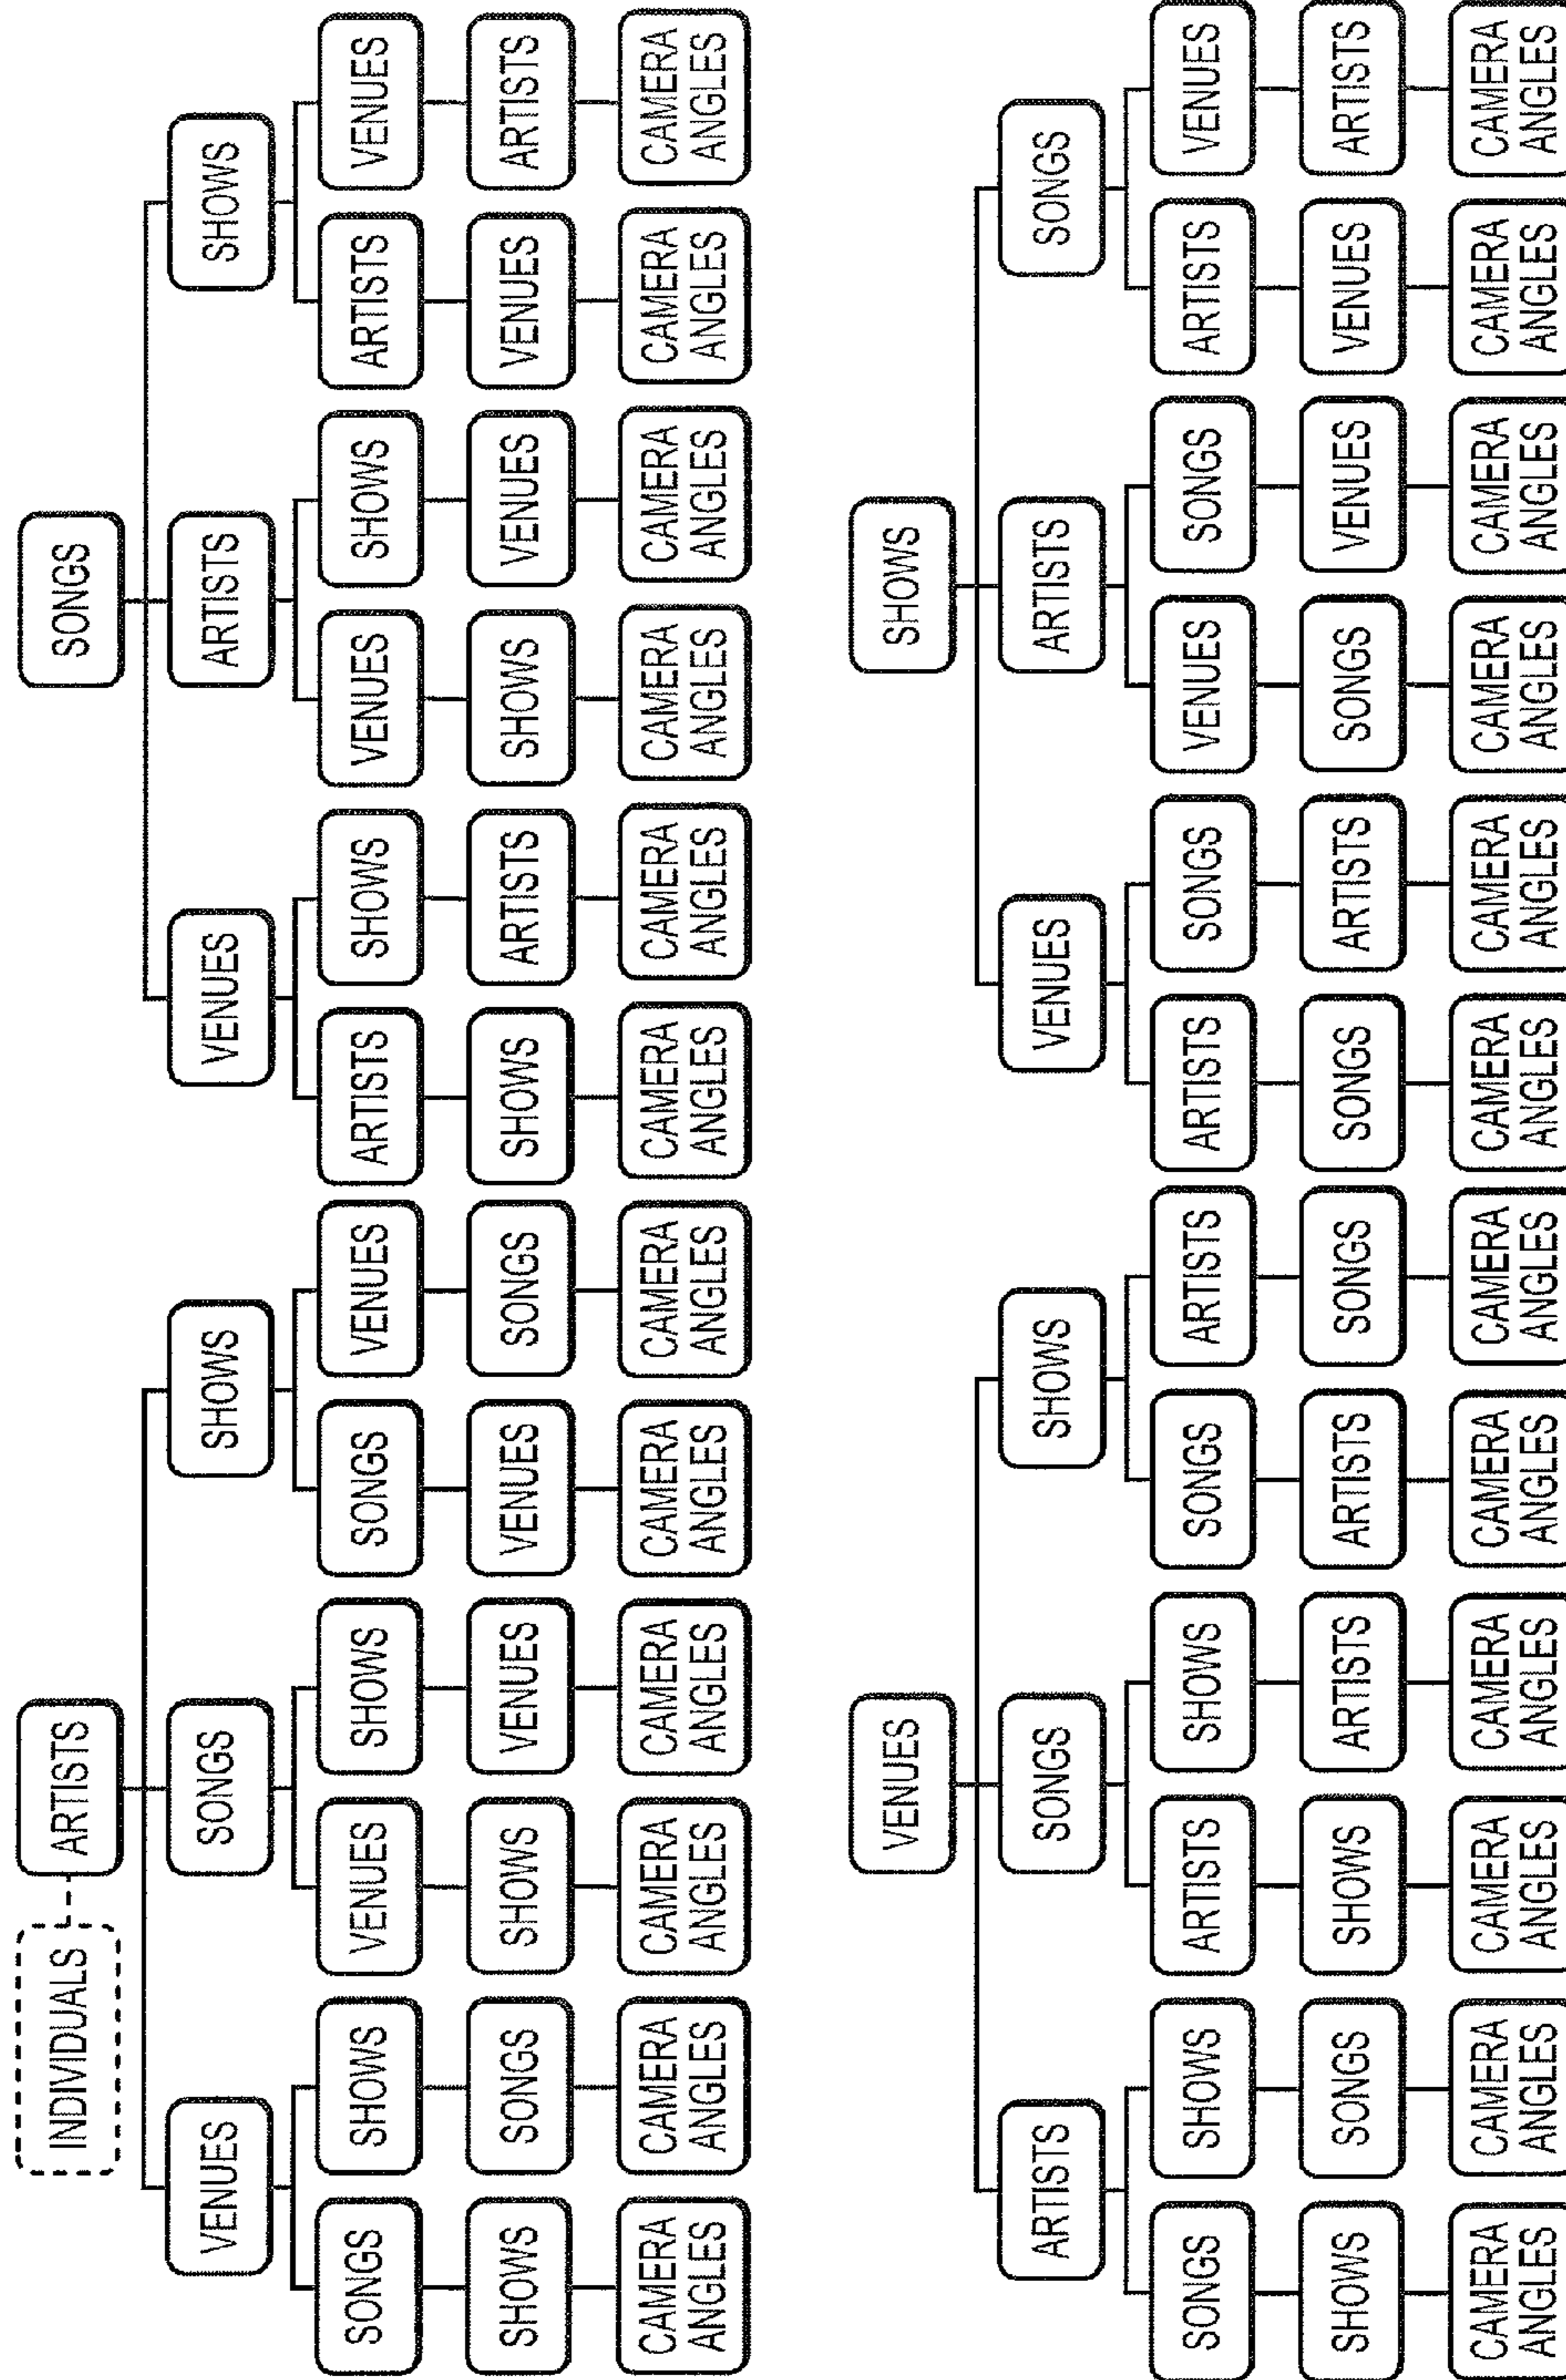 INDIVIDUALS ARTISTS SONGS
VENUES SONGS SHOWS VENUES ARTISTS SHOWS
SONGS SHOWS VENUES SHOWS SONGS VENUES ARTISTS SHOWS VENUES SHOWS ARTISTS VENUES
SHOWS SONGS SHOWS VENUES VENUES SONGS SHOWS ARTISTS SHOWS VENUES VENUES ARTISTS
CAMERA CAMERA CAMERA CAMERA CAMERA CAMERA CAMERA CAMERA CAMERA CAMERA CAMERA CAMERA
ANGLES ANGLES ANGLES ANGLES ANGLES ANGLES ANGLES ANGLES ANGLES ANGLES ANGLES ANGLES
VENUES SHOWS
ARTISTS SONGS SHOWS VENUES ARTISTS SONGS
SONGS SHOWS ARTISTS SHOWS SONGS ARTISTS ARTISTS SONGS VENUES SONGS ARTISTS VENUES
SHOWS SONGS SHOWS ARTISTS ARTISTS SONGS SONGS ARTISTS SONGS VENUES VENUES ARTISTS
CAMERA CAMERA CAMERA CAMERA CAMERA CAMERA CAMERA CAMERA CAMERA CAMERA CAMERA CAMERA
ANGLES ANGLES ANGLES ANGLES ANGLES ANGLES ANGLES ANGLES ANGLES ANGLES ANGLES ANGLES